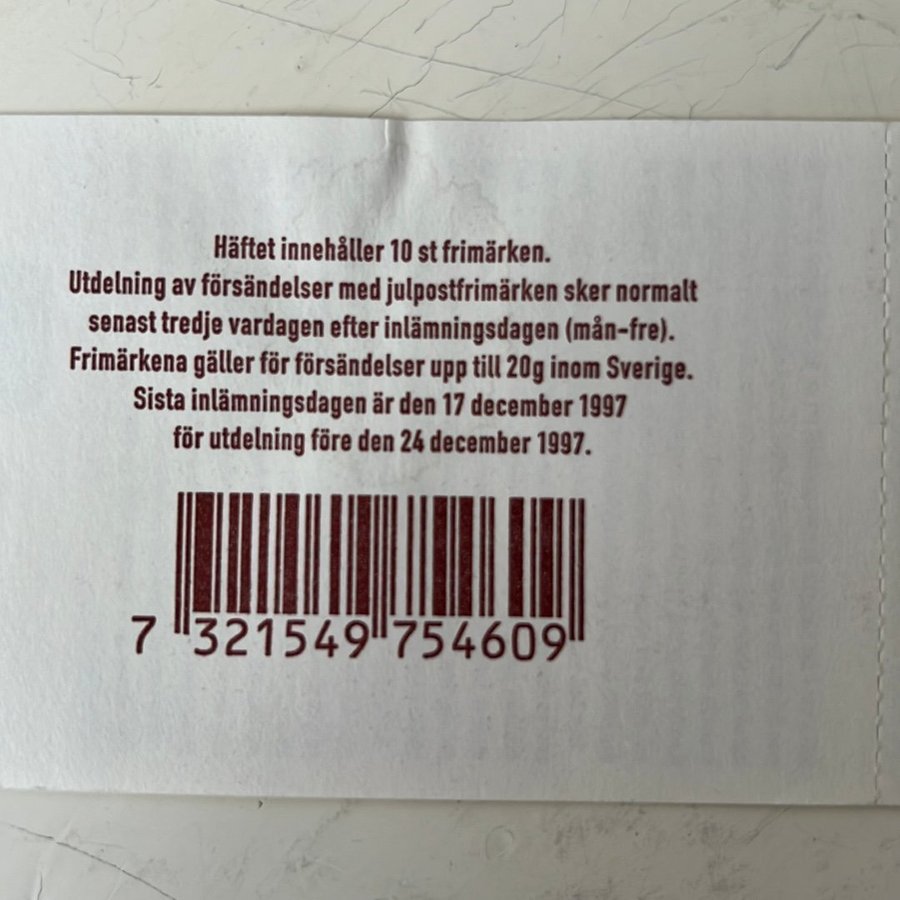 Häftet innehåller 10 st frimärken.
Utdelning av försändelser med julpostfrimärken sker normalt
senast tredje vardagen efter inlämningsdagen (mån-fre).
Frimärkena gäller för försändelser upp till 20g inom Sverige.
Sista inlämningsdagen är den 17 december 1997
för utdelning före den 24 december 1997.
7 321549 754609